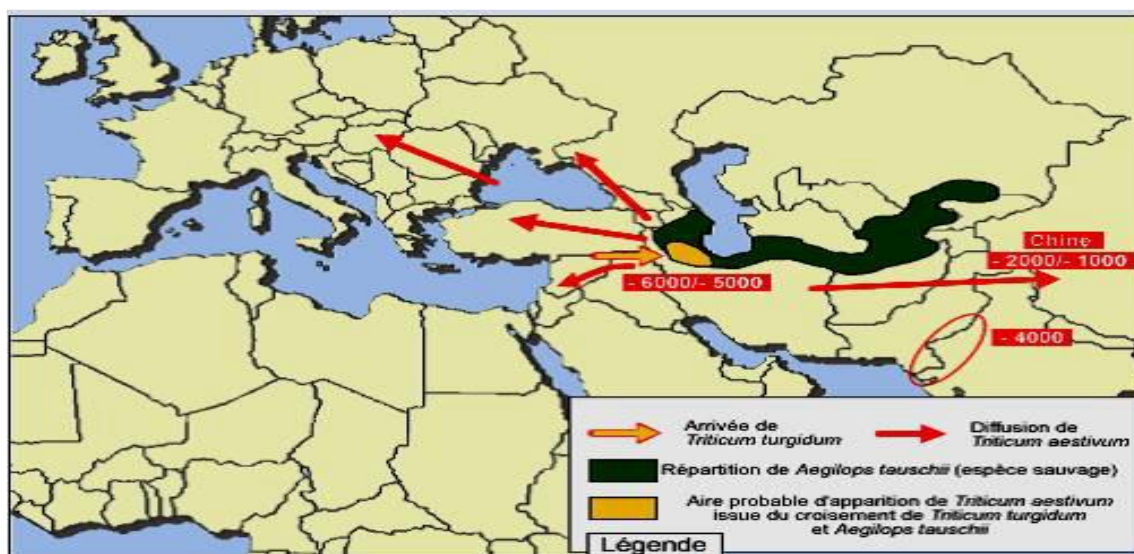 Chine
- 2000/- 1000
- 6000/- 5000
- 4000
Arrivée de
Triticum turgidum
Diffusion de
Triticum aestivum
Répartition de Aegilops tauschii (espèce sauvage)
Aire probable d'apparition de Triticum aestivum
issue du croisement de Triticum turgidum
et Aegilops tauschii
Légende